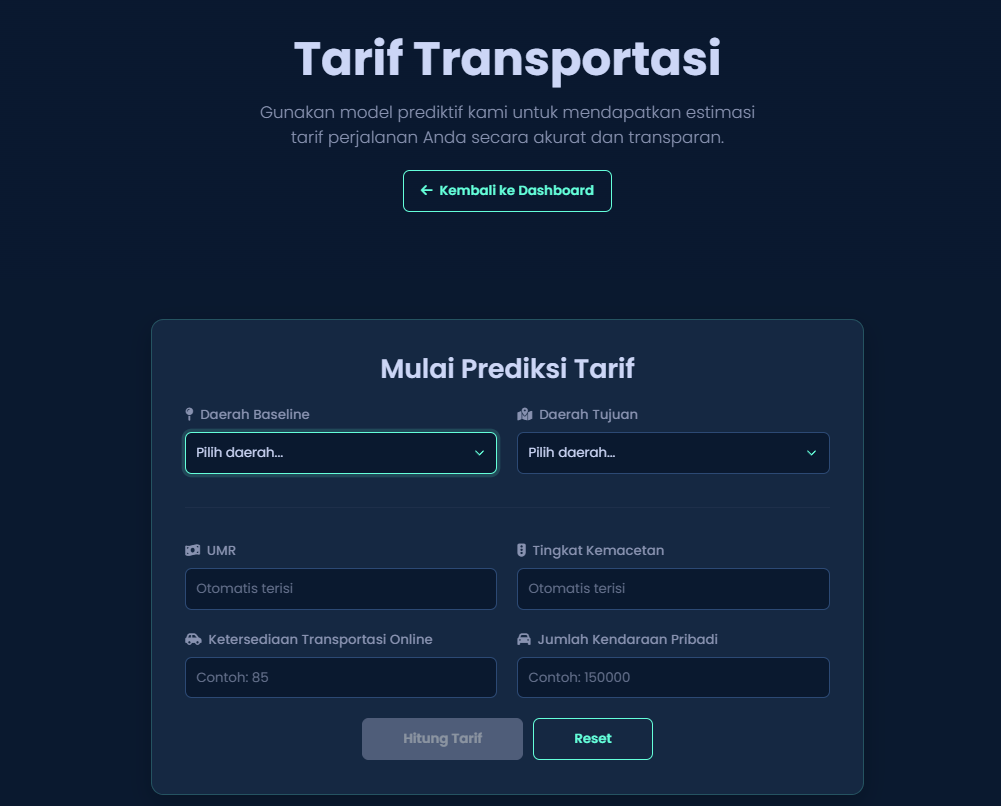 Tarif Transportasi
Gunakan model prediktif kami untuk mendapatkan estimasi
tarif perjalanan Anda secara akurat dan transparan.
← Kembali ke Dashboard
Mulai Prediksi Tarif
Daerah Baseline
Pilih daerah...
Daerah Tujuan
Pilih daerah...
UMR
Otomatis terisi
Tingkat Kemacetan
Otomatis terisi
Ketersediaan Transportasi Online
Contoh: 85
Jumlah Kendaraan Pribadi
Contoh: 150000
Hitung Tarif
Reset